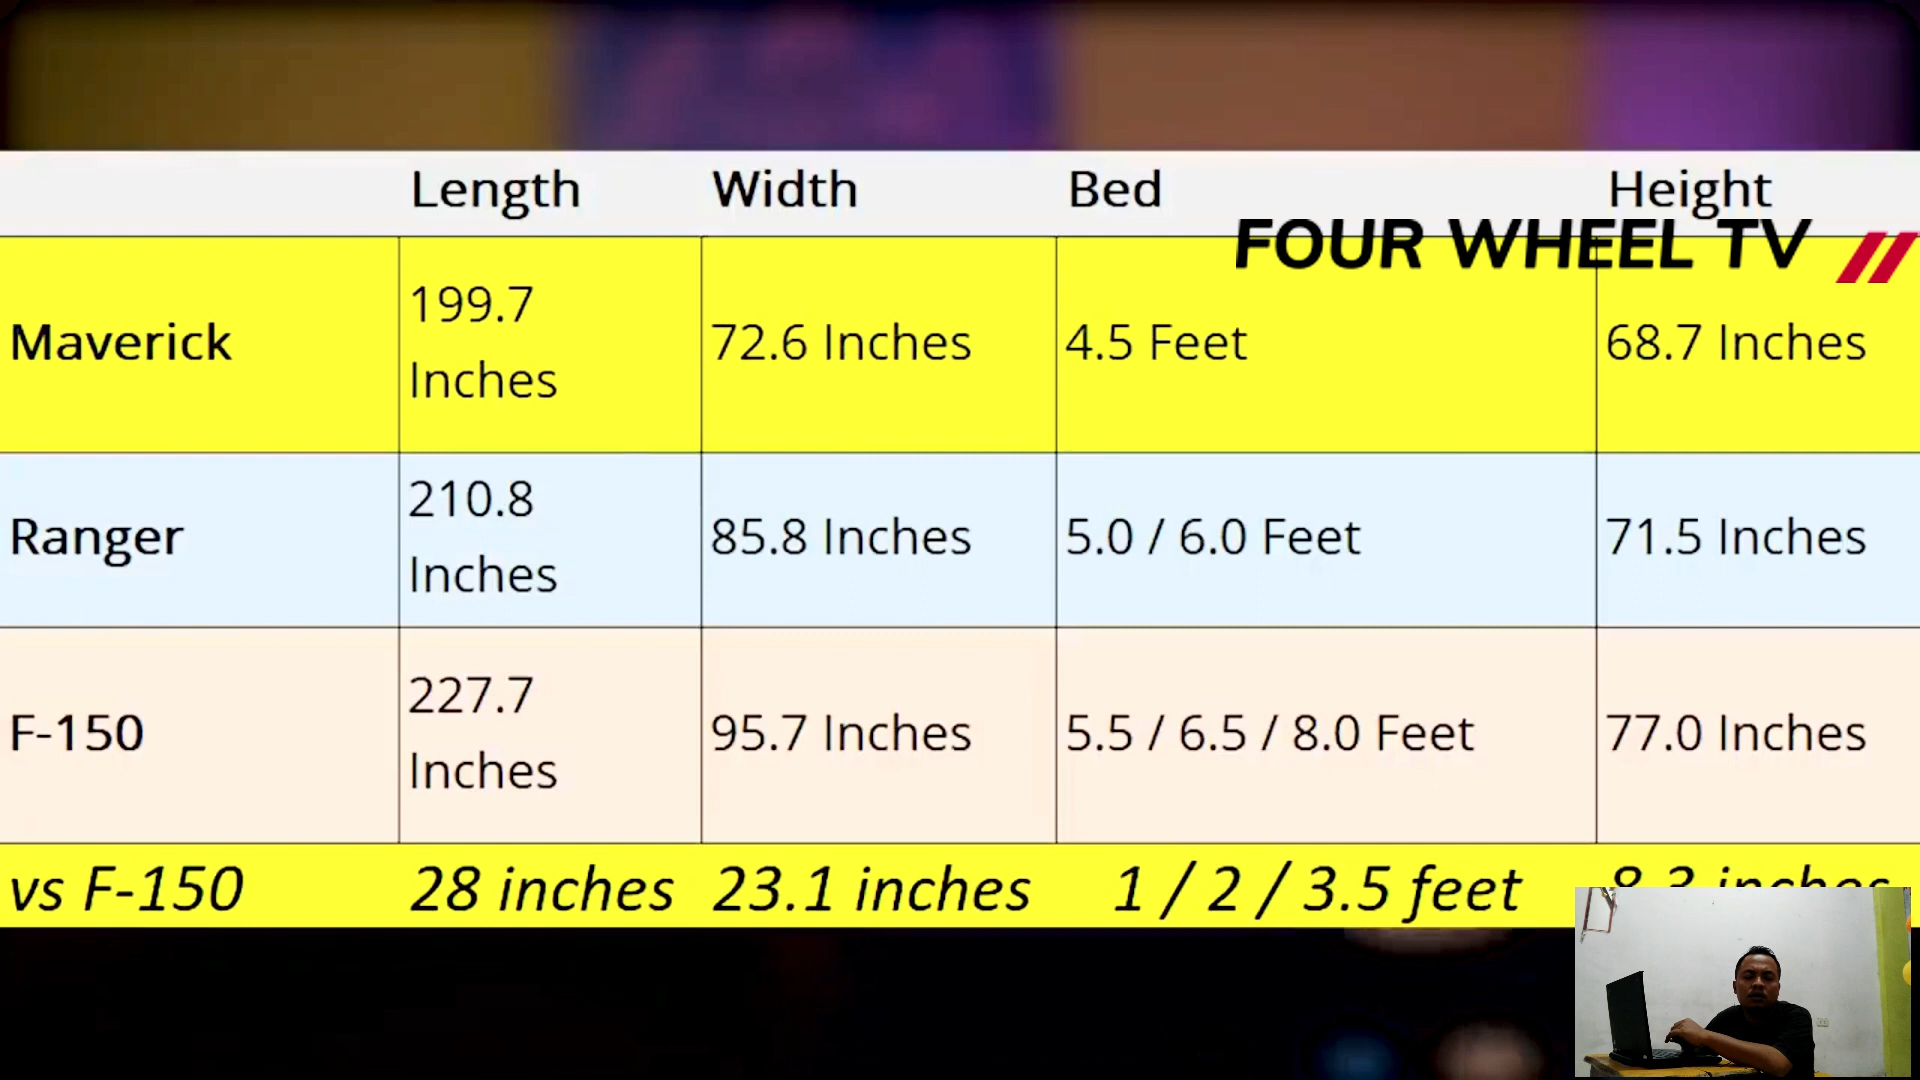 Length Width Bed Height
FOUR WHEEL TV
Maverick 199.7 Inches 72.6 Inches 4.5 Feet 68.7 Inches
Ranger 210.8 Inches 85.8 Inches 5.0 / 6.0 Feet 71.5 Inches
F-150 227.7 Inches 95.7 Inches 5.5 / 6.5 / 8.0 Feet 77.0 Inches
vs F-150 28 inches 23.1 inches 1 / 2 / 3.5 feet 8.3 inches